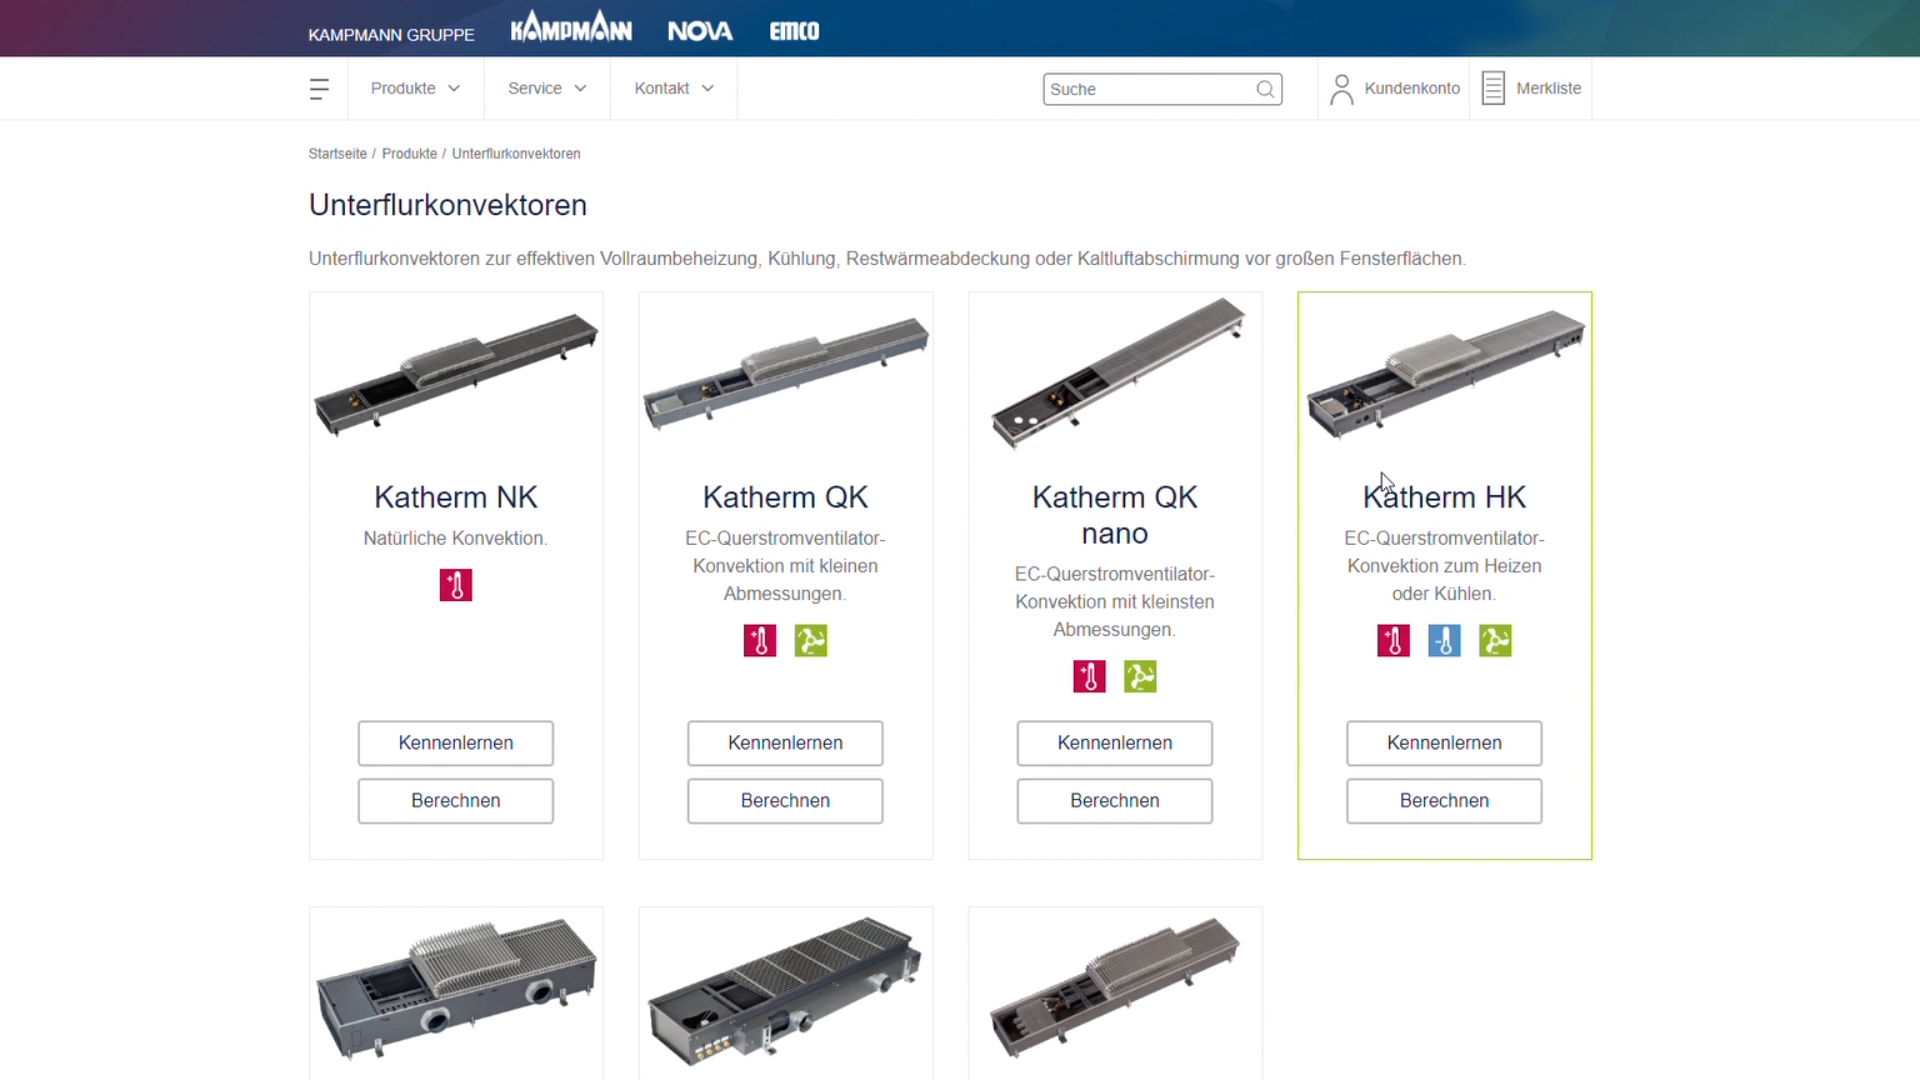 KAMPMANN GRUPPE KAMPMANN NOVA EMCO
Produkte Service Kontakt Suche Kundenkonto Merkliste
Startseite / Produkte / Unterflurkonvektoren
Unterflurkonvektoren
Unterflurkonvektoren zur effektiven Vollraumbeheizung, Kühlung, Restwärmeabdeckung oder Kaltluftabschirmung vor großen Fensterflächen.
Katherm NK
Natürliche Konvektion.
Kennenlernen
Berechnen
Katherm QK
EC-Querstromventilator-
Konvektion mit kleinen
Abmessungen.
Kennenlernen
Berechnen
Katherm QK
nano
EC-Querstromventilator-
Konvektion mit kleinsten
Abmessungen.
Kennenlernen
Berechnen
Katherm HK
EC-Querstromventilator-
Konvektion zum Heizen
oder Kühlen.
Kennenlernen
Berechnen